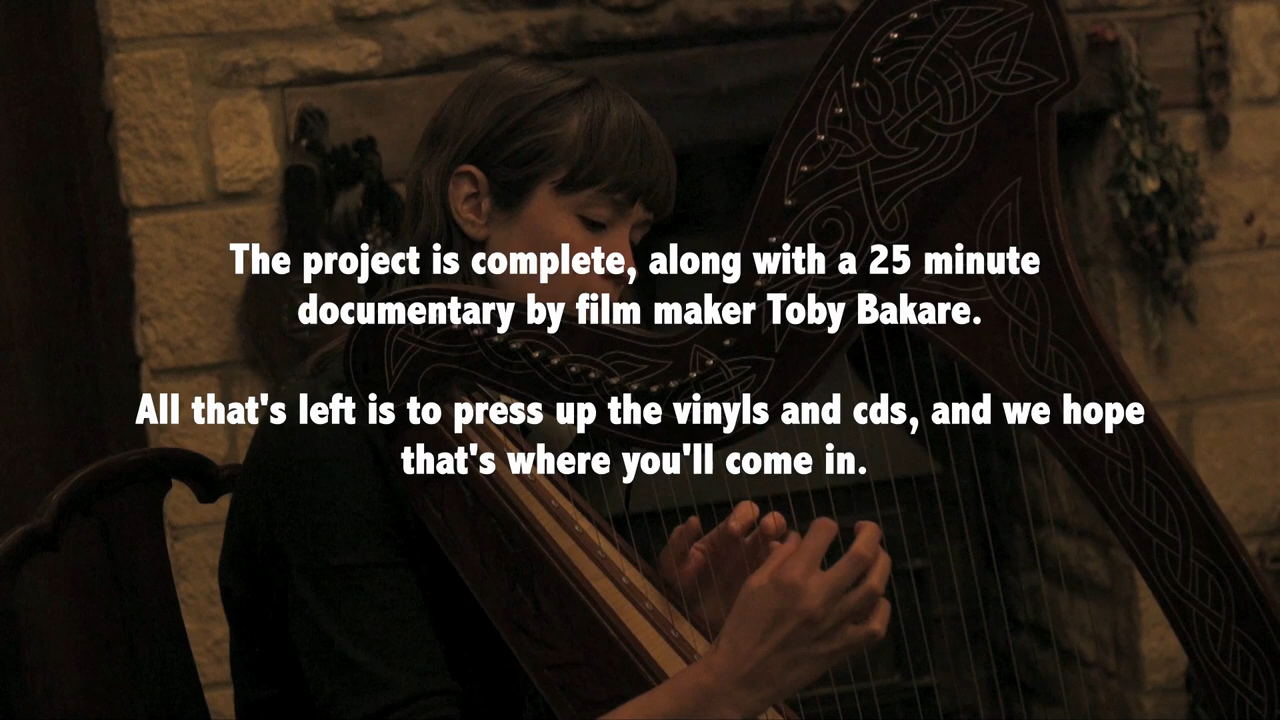 The project is complete, along with a 25 minute
documentary by film maker Toby Bakare.
All that's left is to press up the vinyls and cds, and we hope
that's where you'll come in.